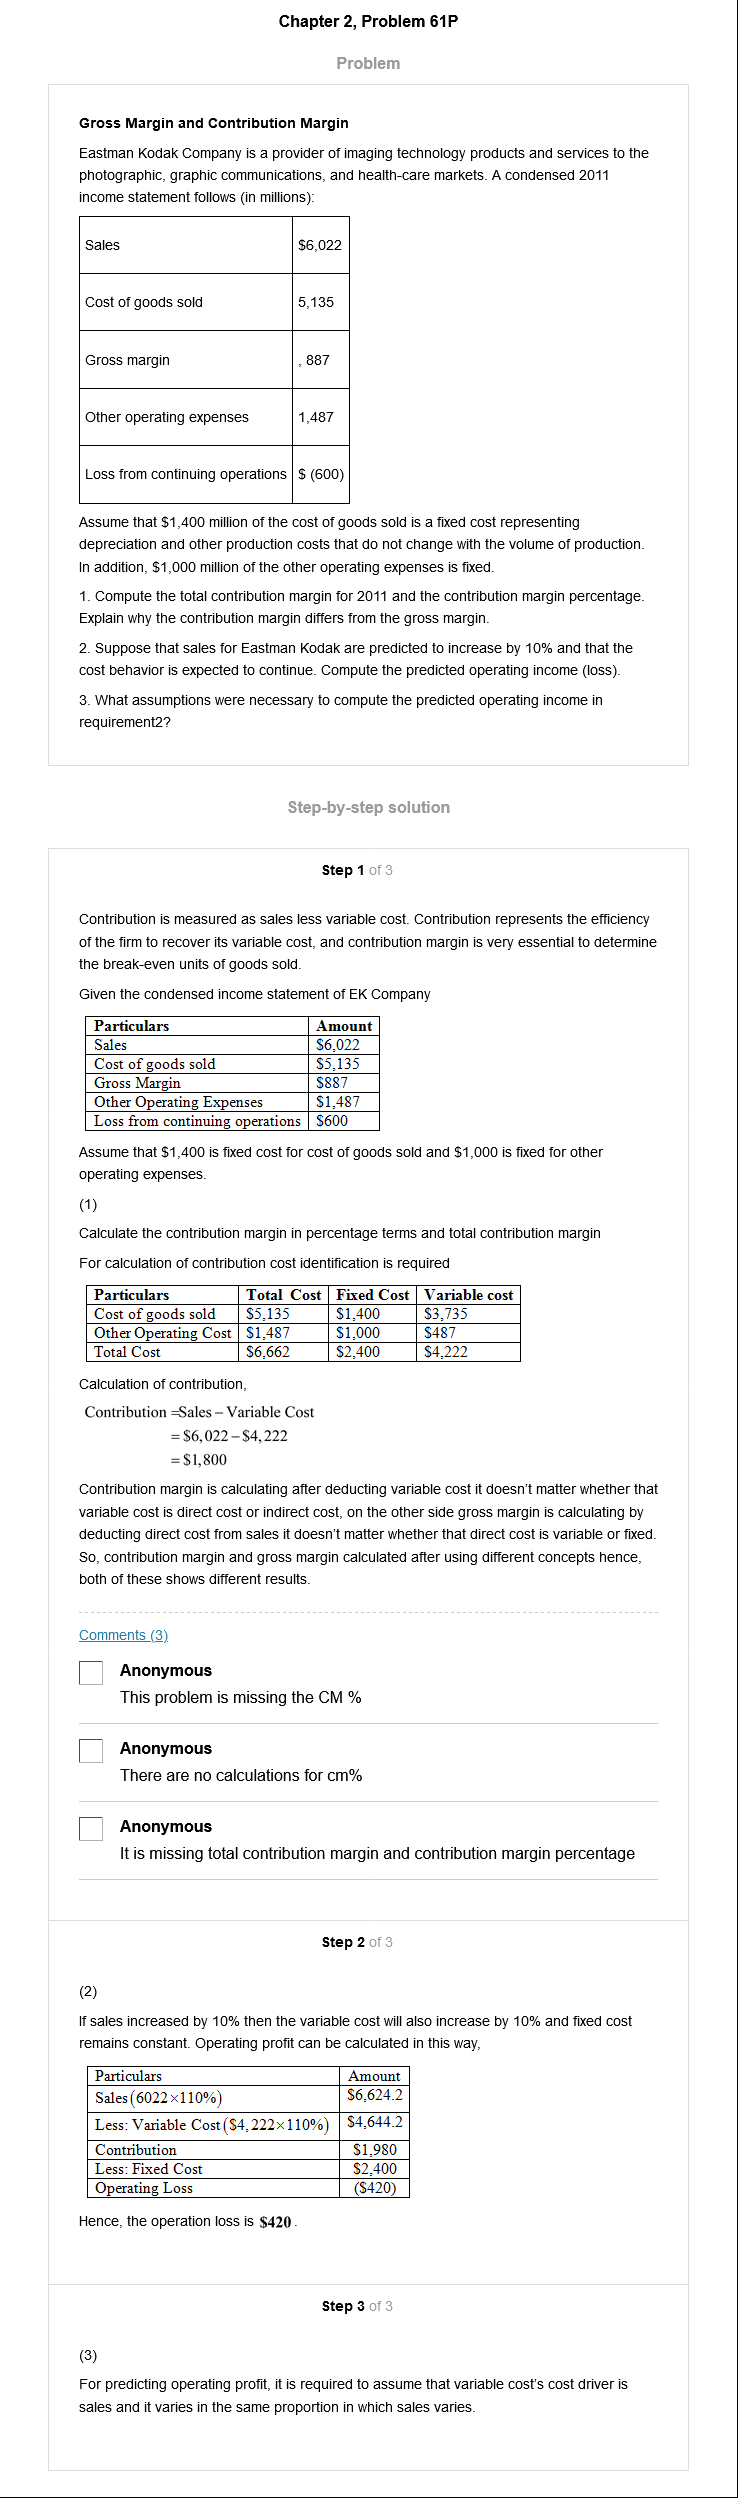 Chapter 2, Problem 61P
Problem
Gross Margin and Contribution Margin
Eastman Kodak Company is a provider of imaging technology products and services to the
photographic, graphic communications, and health-care markets. A condensed 2011
income statement follows (in millions):
Sales $6,022
Cost of goods sold 5,135
Gross margin , 887
Other operating expenses 1,487
Loss from continuing operations $ (600)
Assume that $1,400 million of the cost of goods sold is a fixed cost representing
depreciation and other production costs that do not change with the volume of production.
In addition, $1,000 million of the other operating expenses is fixed.
1. Compute the total contribution margin for 2011 and the contribution margin percentage.
Explain why the contribution margin differs from the gross margin.
2. Suppose that sales for Eastman Kodak are predicted to increase by 10% and that the
cost behavior is expected to continue. Compute the predicted operating income (loss).
3. What assumptions were necessary to compute the predicted operating income in
requirement2?
Step-by-step solution
Step 1 of 3
Contribution is measured as sales less variable cost. Contribution represents the efficiency
of the firm to recover its variable cost, and contribution margin is very essential to determine
the break-even units of goods sold.
Given the condensed income statement of EK Company
Particulars Amount
Sales $6,022
Cost of goods sold $5,135
Gross Margin $887
Other Operating Expenses $1,487
Loss from continuing operations $600
Assume that $1,400 is fixed cost for cost of goods sold and $1,000 is fixed for other
operating expenses.
(1)
Calculate the contribution margin in percentage terms and total contribution margin
For calculation of contribution cost identification is required
Particulars Total Cost Fixed Cost Variable cost
Cost of goods sold $5,135 $1,400 $3,735
Other Operating Cost $1,487 $1,000 $487
Total Cost $6,662 $2,400 $4,222
Calculation of contribution,
Contribution =Sales – Variable Cost
= $6,022 – $4,222
= $1,800
Contribution margin is calculating after deducting variable cost it doesn't matter whether that
variable cost is direct cost or indirect cost, on the other side gross margin is calculating by
deducting direct cost from sales it doesn't matter whether that direct cost is variable or fixed.
So, contribution margin and gross margin calculated after using different concepts hence,
both of these shows different results.
Comments (3)
Anonymous
This problem is missing the CM %
Anonymous
There are no calculations for cm%
Anonymous
It is missing total contribution margin and contribution margin percentage
Step 2 of 3
(2)
If sales increased by 10% then the variable cost will also increase by 10% and fixed cost
remains constant. Operating profit can be calculated in this way,
Particulars Amount
Sales (6022×110%) $6,624.2
Less: Variable Cost ($4,222×110%) $4,644.2
Contribution $1,980
Less: Fixed Cost $2,400
Operating Loss ($420)
Hence, the operation loss is $420 .
Step 3 of 3
(3)
For predicting operating profit, it is required to assume that variable cost's cost driver is
sales and it varies in the same proportion in which sales varies.